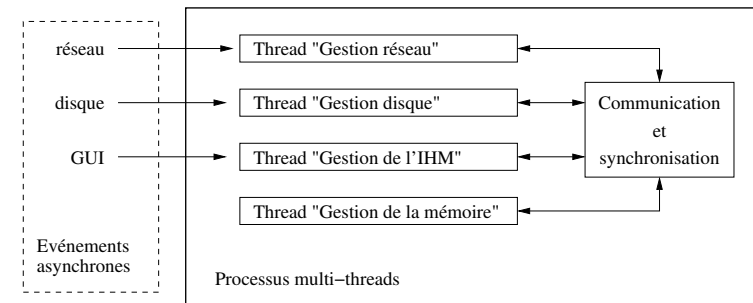 réseau
Thread "Gestion réseau"
disque
Thread "Gestion disque"
GUI
Thread "Gestion de l'IHM"
Thread "Gestion de la mémoire"
Communication
et
synchronisation
Evénements
asynchrones
Processus multi−threads